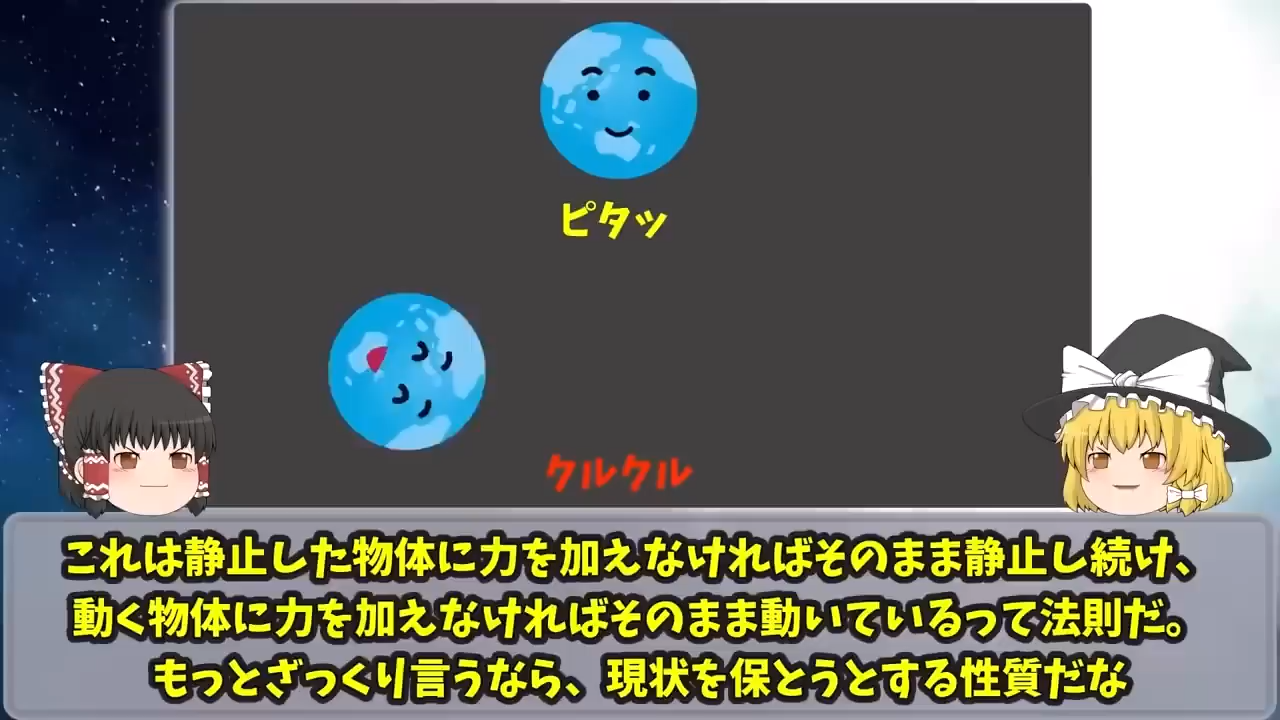 ピタッ
クルクル
これは静止した物体に力を加えなければそのまま静止し続け、
動く物体に力を加えなければそのまま動いているって法則だ。
もっとざっくり言うなら、現状を保とうとする性質だな